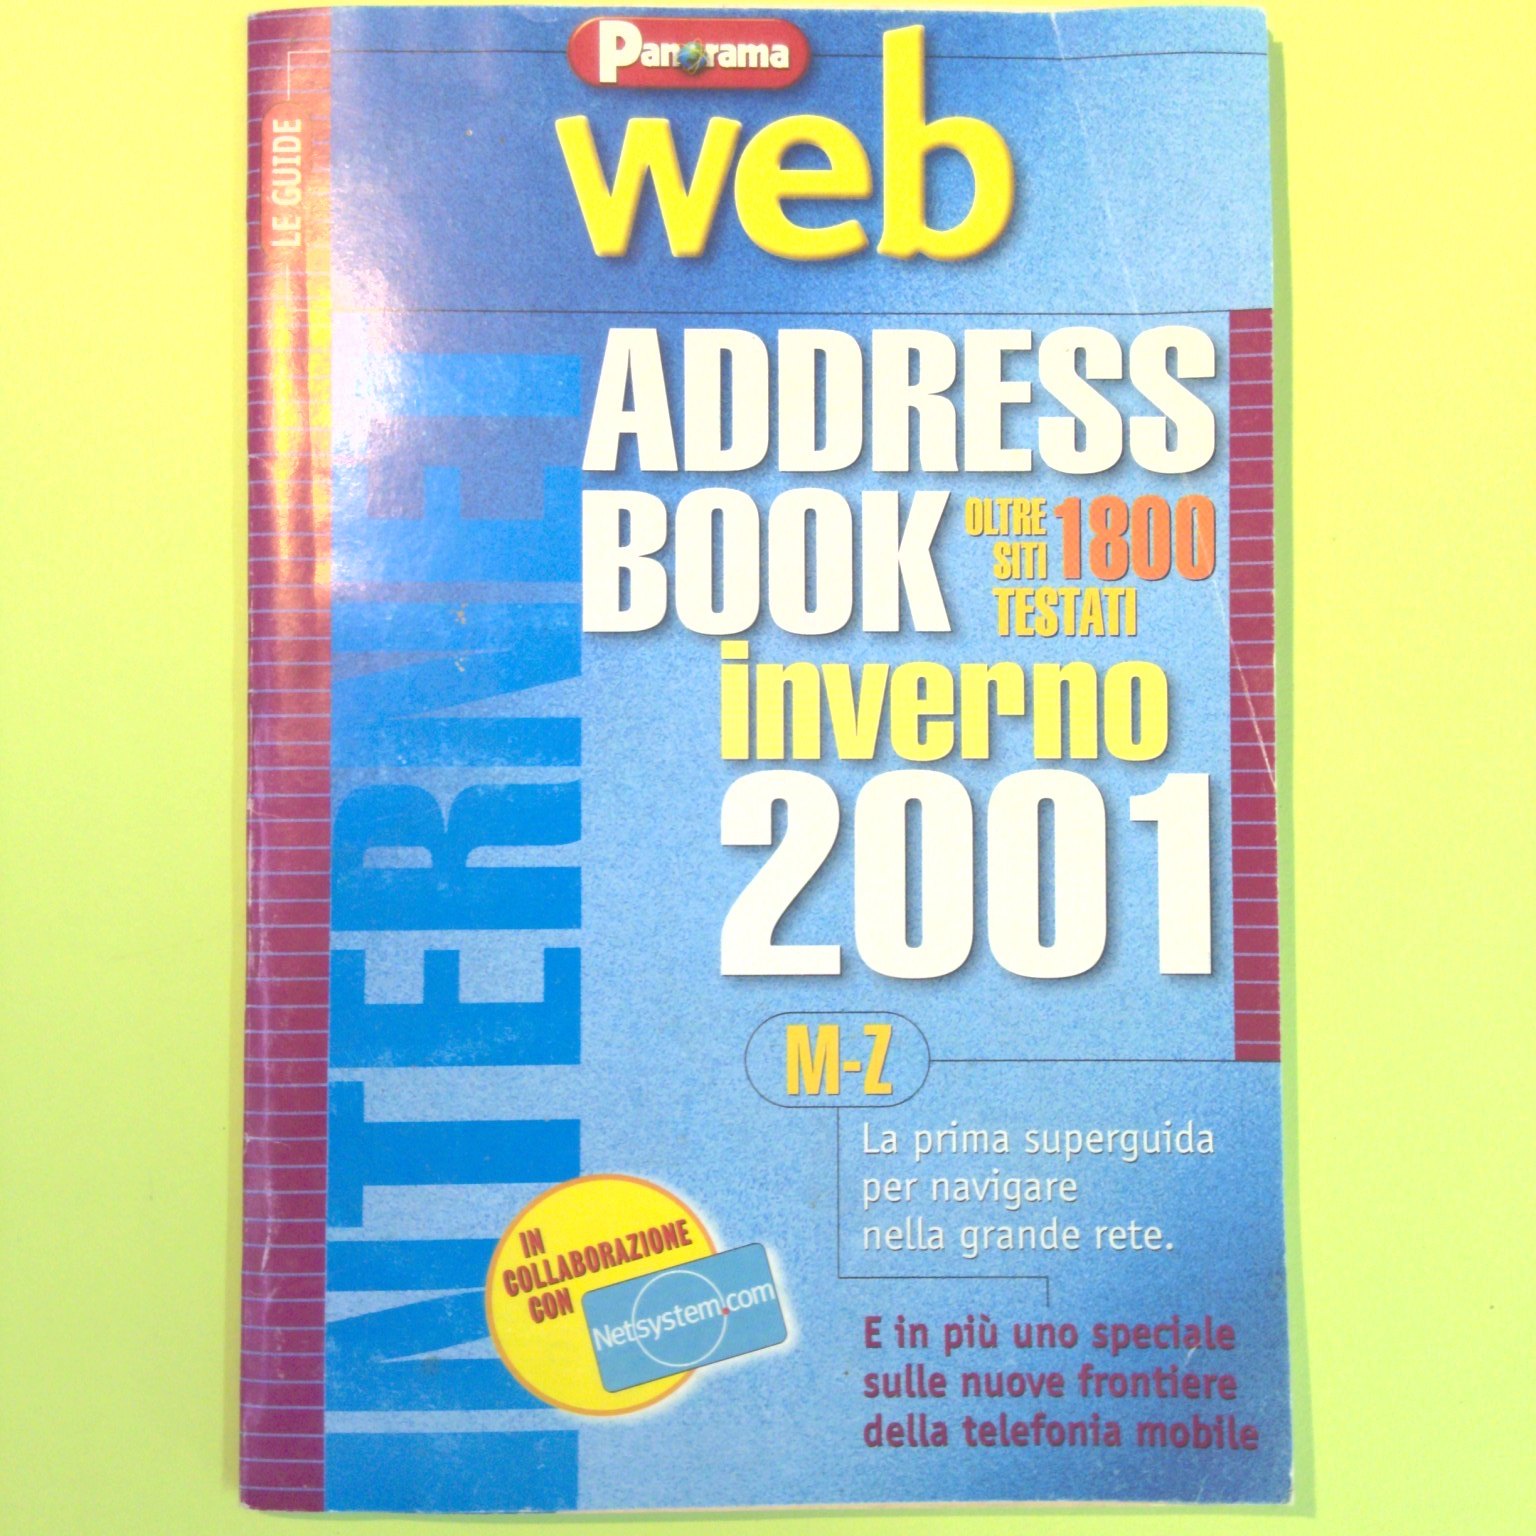 Panorama
web
LE GUIDE
INTERNET
ADDRESS
BOOK
OLTRE 1800
SITI
TESTATI
inverno
2001
M-Z
La prima superguida
per navigare
nella grande rete.
IN
COLLABORAZIONE
CON
Netsystem.com
E in più uno speciale
sulle nuove frontiere
della telefonia mobile